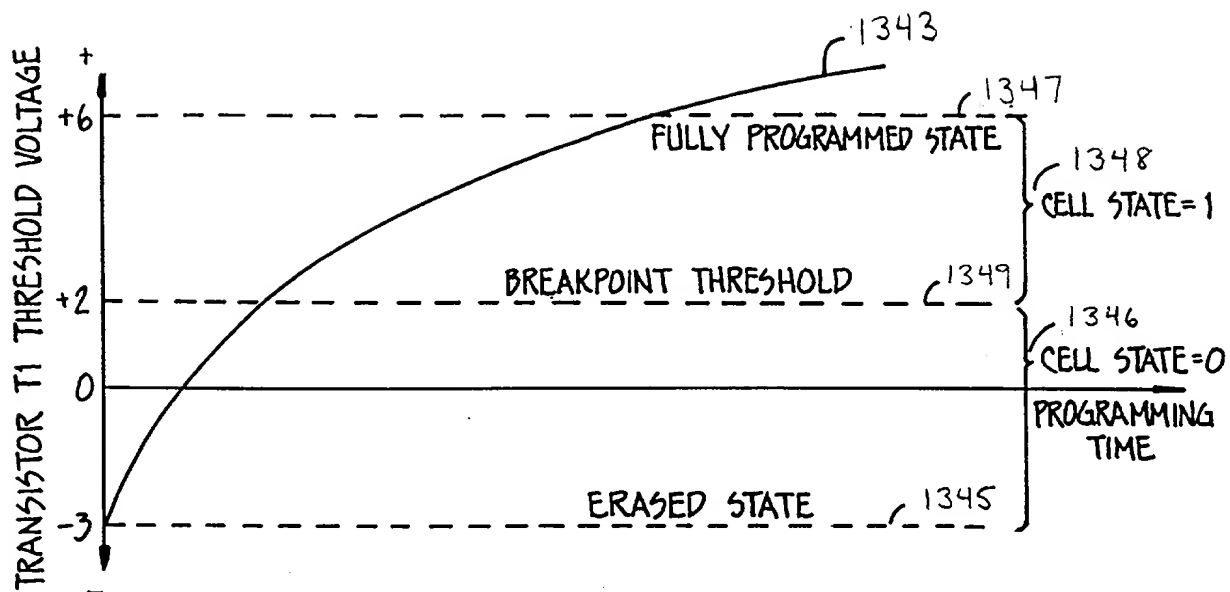 TRANSISTOR T1 THRESHOLD VOLTAGE
+
1343
+6
1347
FULLY PROGRAMMED STATE
1348
CELL STATE=1
BREAKPOINT THRESHOLD
1349
+2
1346
CELL STATE=0
0
PROGRAMMING
TIME
ERASED STATE
1345
-3
-